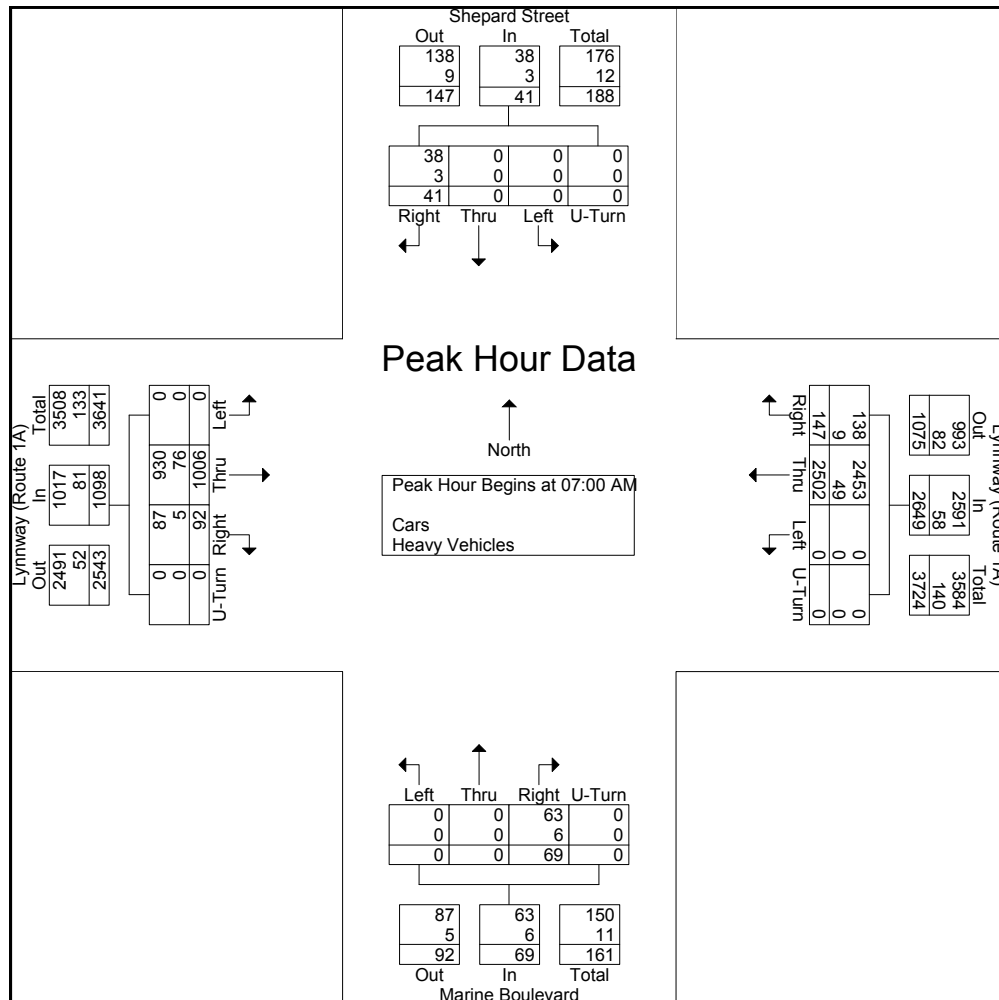 Shepard Street
Out In Total
138 38 176
9 3 12
147 41 188
38 0 0 0
3 0 0 0
41 0 0 0
Right Thru Left U-Turn
Peak Hour Data
North
Peak Hour Begins at 07:00 AM
Cars
Heavy Vehicles
Lynnway (Route 1A)
Total In Out
3508 1017 2491
133 81 52
3641 1098 2543
0 930 87 0
0 76 5 0
0 1006 92 0
Left Thru Right U-Turn
Lynnway (Route 1A)
Out In Total
993 2591 3584
82 58 140
1075 2649 3724
138 2453 0 0
9 49 0 0
147 2502 0 0
Right Thru Left U-Turn
Left Thru Right U-Turn
0 0 63 0
0 0 6 0
0 0 69 0
87 63 150
5 6 11
92 69 161
Out In Total
Marine Boulevard